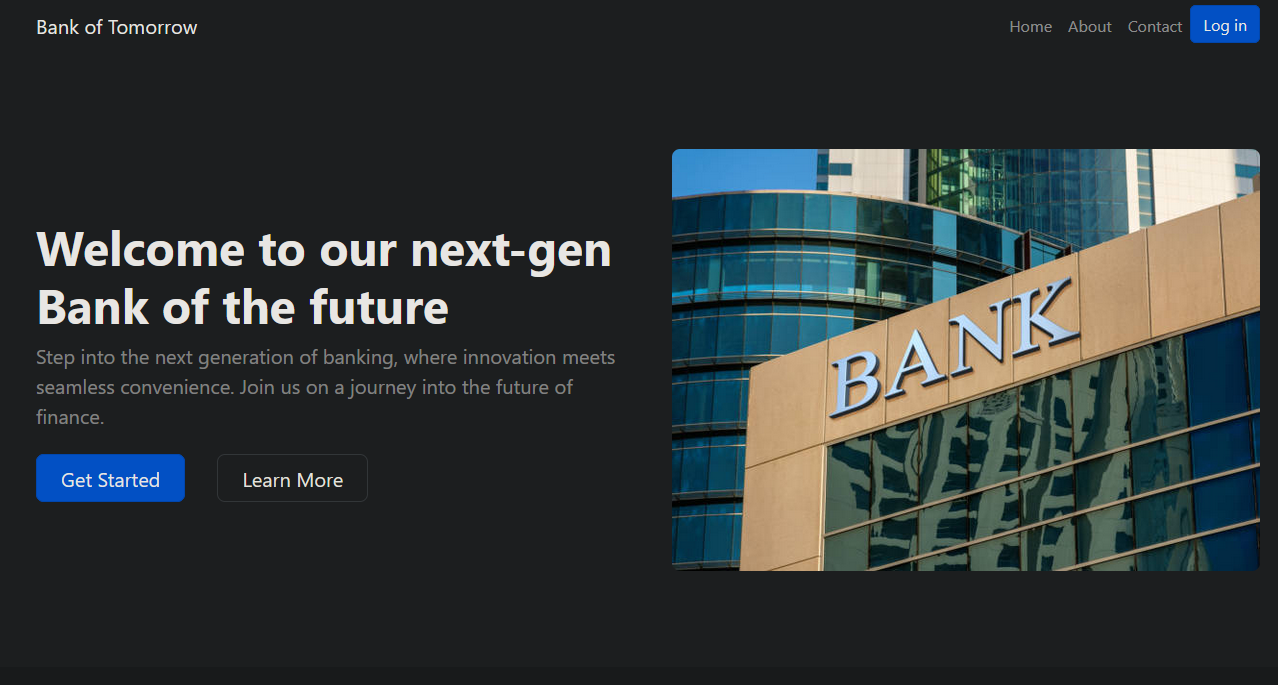 Bank of Tomorrow
Home About Contact Log in
Welcome to our next-gen
Bank of the future
Step into the next generation of banking, where innovation meets
seamless convenience. Join us on a journey into the future of
finance.
Get Started Learn More
BANK